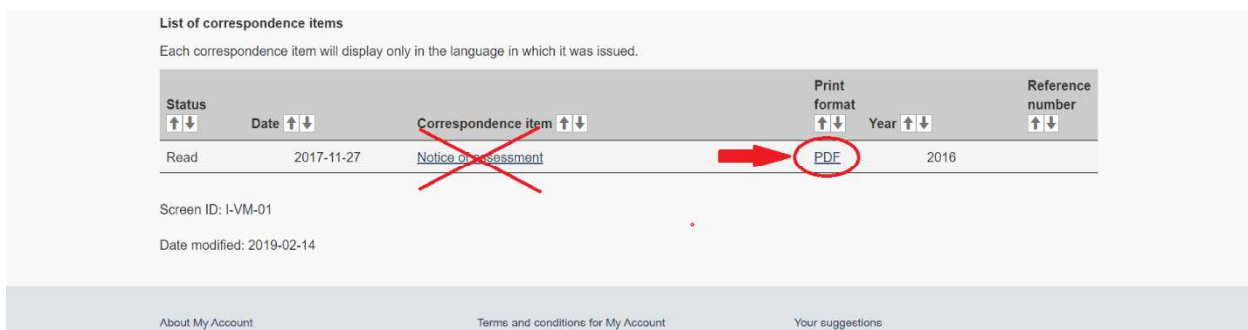 List of correspondence items
Each correspondence item will display only in the language in which it was issued.
Print Reference
Status format number
Date Correspondence item Year
Read 2017-11-27 Notice of assessment PDF 2016
Screen ID: I-VM-01
Date modified: 2019-02-14
About My Account Terms and conditions for My Account Your suggestions